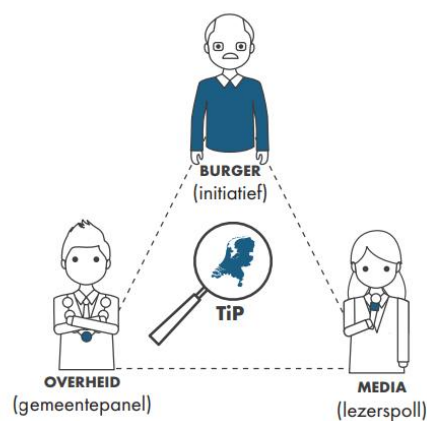 BURGER
(initiatief)
TiP
OVERHEID
(gemeentepanel)
MEDIA
(lezerspoll)